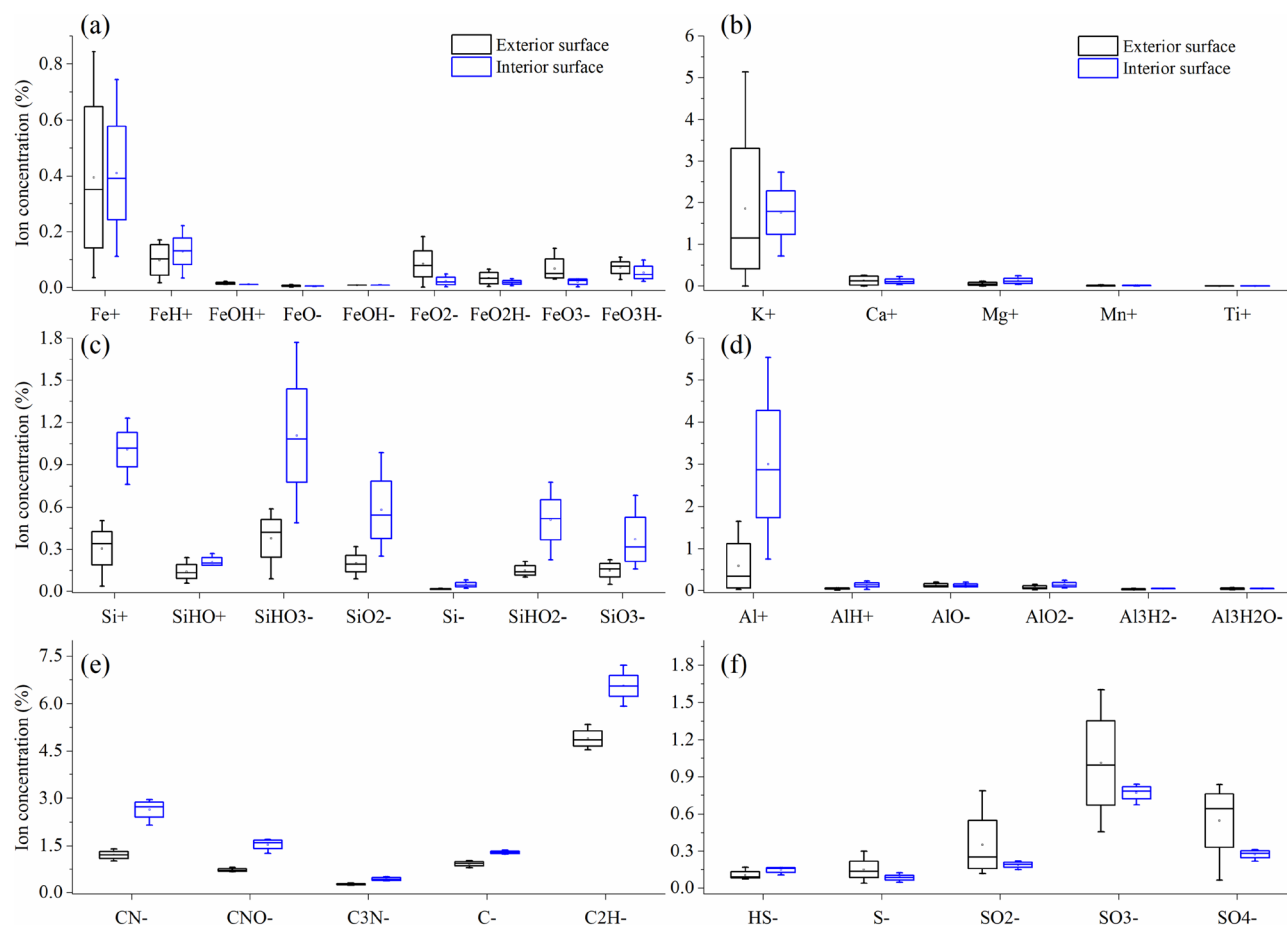 (a)
Exterior surface
Interior surface
Ion concentration (%)
0.8
0.6
0.4
0.2
0.0
Fe+ FeH+ FeOH+ FeO- FeOH- FeO2- FeO2H- FeO3- FeO3H-
(b)
Exterior surface
Interior surface
6
5
4
3
2
1
0
K+ Ca+ Mg+ Mn+ Ti+
(c)
Ion concentration (%)
1.8
1.5
1.2
0.9
0.6
0.3
0.0
Si+ SiHO+ SiHO3- SiO2- Si- SiHO2- SiO3-
(d)
6
5
4
3
2
1
0
Al+ AlH+ AlO- AlO2- Al3H2- Al3H2O-
(e)
Ion concentration (%)
7.5
6.0
4.5
3.0
1.5
0.0
CN- CNO- C3N- C- C2H-
(f)
1.8
1.5
1.2
0.9
0.6
0.3
0.0
HS- S- SO2- SO3- SO4-